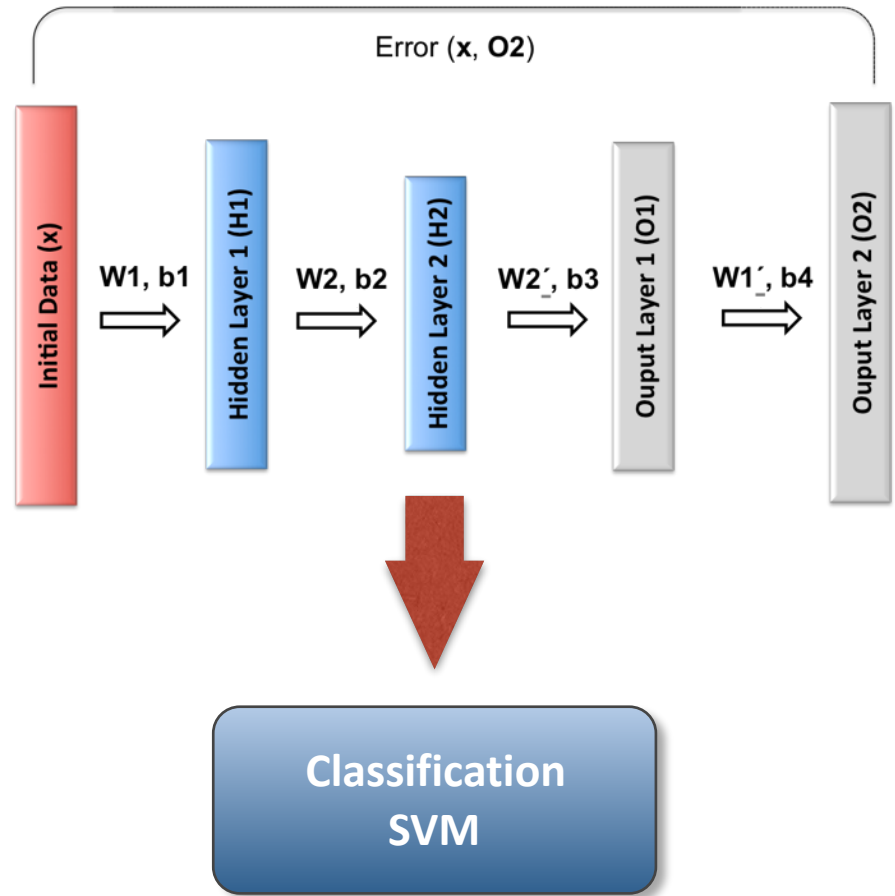 Error (x, O2)
Initial Data (x)
W1, b1
Hidden Layer 1 (H1)
W2, b2
Hidden Layer 2 (H2)
W2´, b3
Ouput Layer 1 (O1)
W1´, b4
Ouput Layer 2 (O2)
Classification
SVM